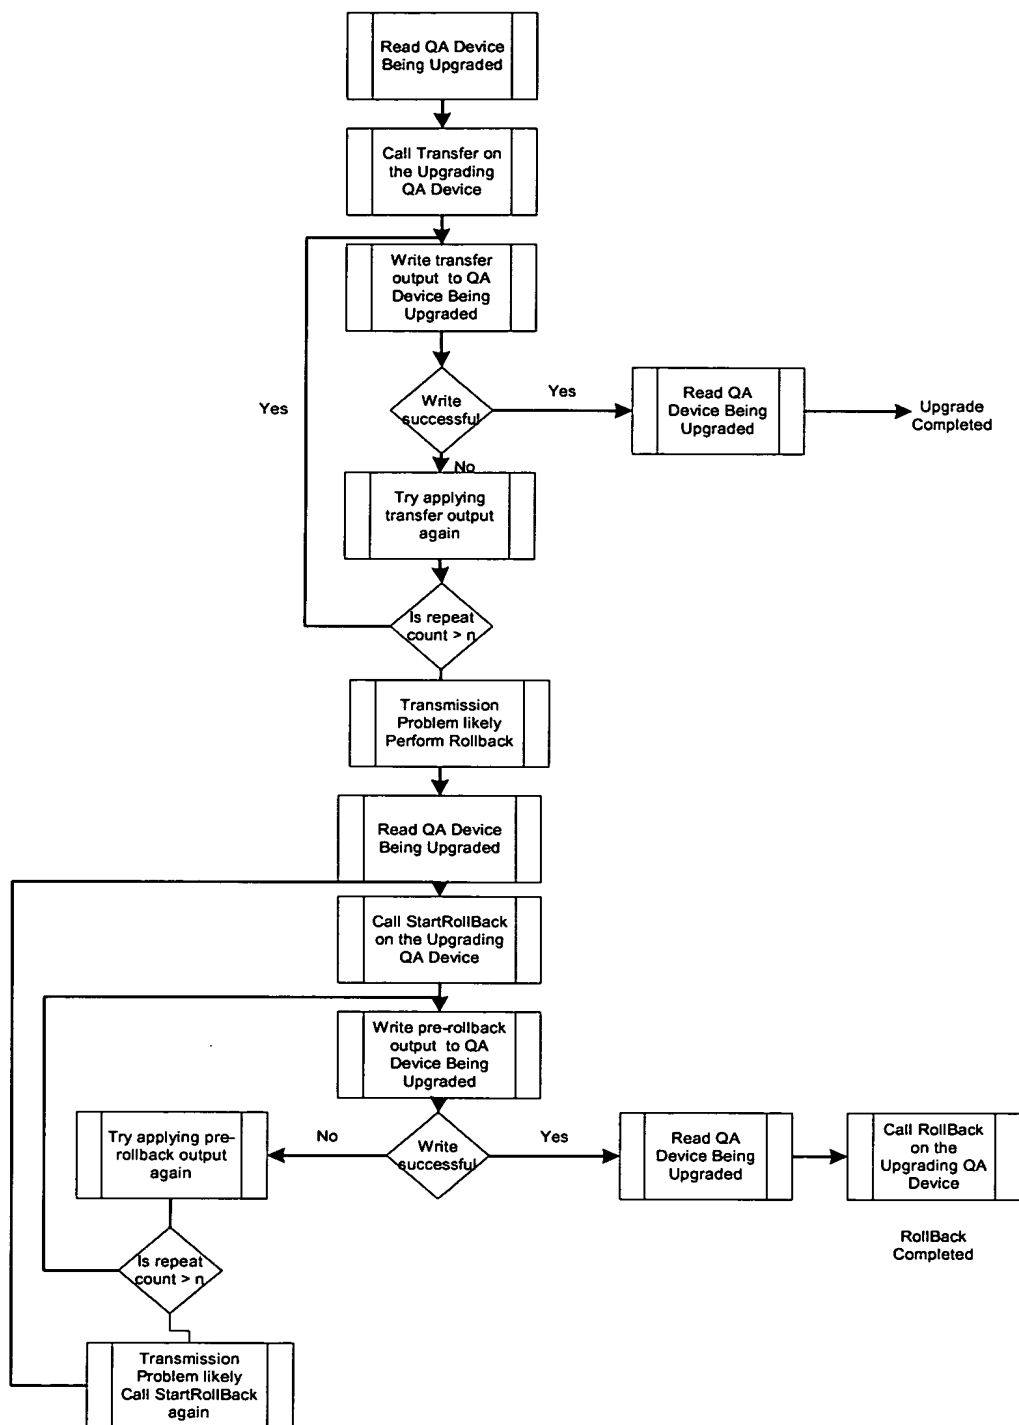 Read QA Device
Being Upgraded
Call Transfer on
the Upgrading
QA Device
Write transfer
output to QA
Device Being
Upgraded
Yes
Write
successful
Yes
Read QA
Device Being
Upgraded
Upgrade
Completed
No
Try applying
transfer output
again
Is repeat
count > n
Transmission
Problem likely
Perform Rollback
Read QA Device
Being Upgraded
Call StartRollBack
on the Upgrading
QA Device
Write pre-rollback
output to QA
Device Being
Upgraded
Try applying pre-
rollback output
again
No
Write
successful
Yes
Read QA
Device Being
Upgraded
Call RollBack
on the
Upgrading QA
Device
RollBack
Completed
Is repeat
count > n
Transmission
Problem likely
Call StartRollBack
again